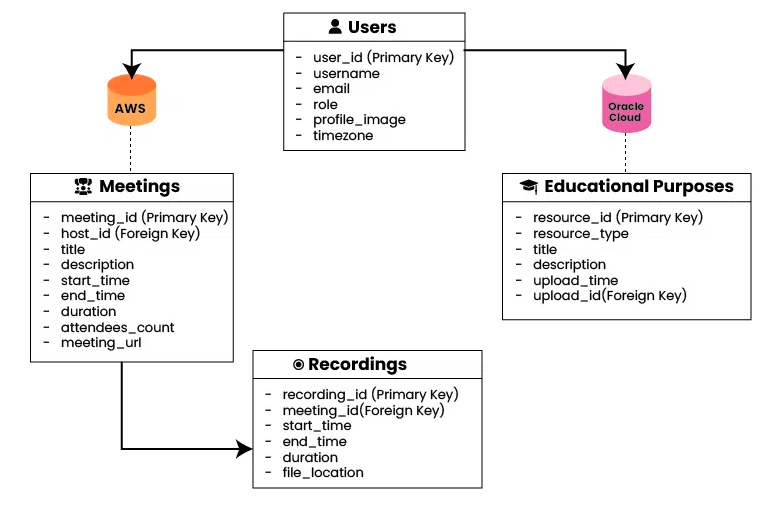 Users
- user_id (Primary Key)
- username
- email
- role
- profile_image
- timezone
AWS
Oracle
Cloud
Meetings
- meeting_id (Primary Key)
- host_id (Foreign Key)
- title
- description
- start_time
- end_time
- duration
- attendees_count
- meeting_url
Educational Purposes
- resource_id (Primary Key)
- resource_type
- title
- description
- upload_time
- upload_id(Foreign Key)
Recordings
- recording_id (Primary Key)
- meeting_id(Foreign Key)
- start_time
- end_time
- duration
- file_location